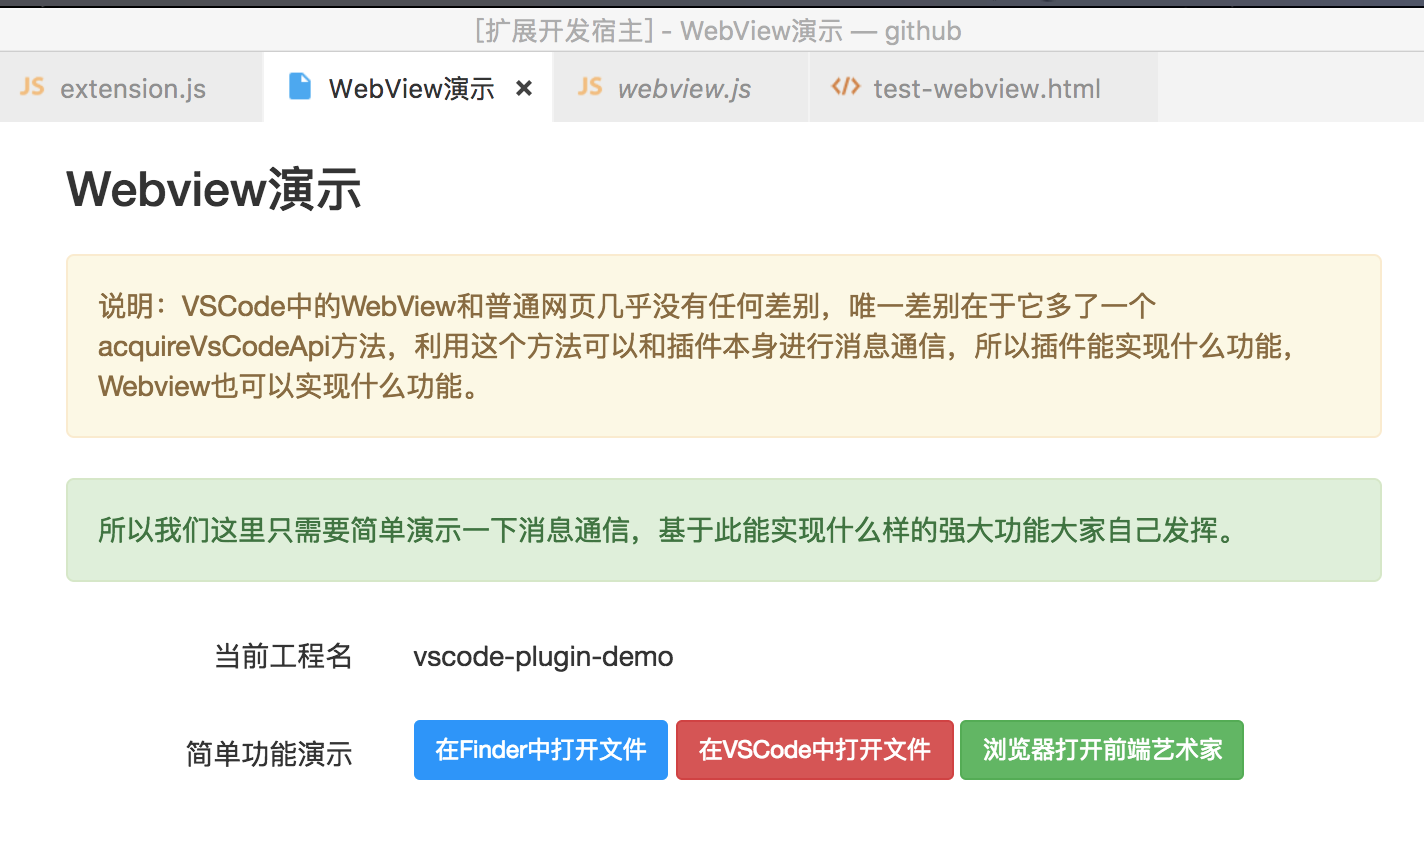 [扩展开发宿主] - WebView演示 — github
JS extension.js WebView演示 × JS webview.js </> test-webview.html
Webview演示
说明：VSCode中的WebView和普通网页几乎没有任何差别，唯一差别在于它多了一个
acquireVsCodeApi方法，利用这个方法可以和插件本身进行消息通信，所以插件能实现什么功能，
Webview也可以实现什么功能。
所以我们这里只需要简单演示一下消息通信，基于此能实现什么样的强大功能大家自己发挥。
当前工程名 vscode-plugin-demo
简单功能演示 在Finder中打开文件 在VSCode中打开文件 浏览器打开前端艺术家